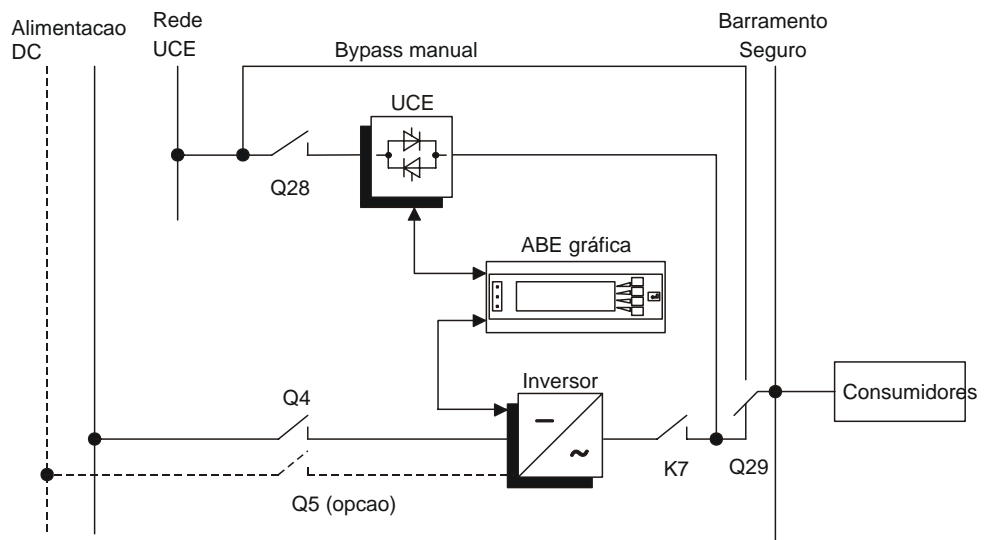 Alimentacao
DC
Rede
UCE
Barramento
Seguro
Bypass manual
UCE
Q28
ABE gráfica
Inversor
Consumidores
Q4
K7
Q29
Q5 (opcao)